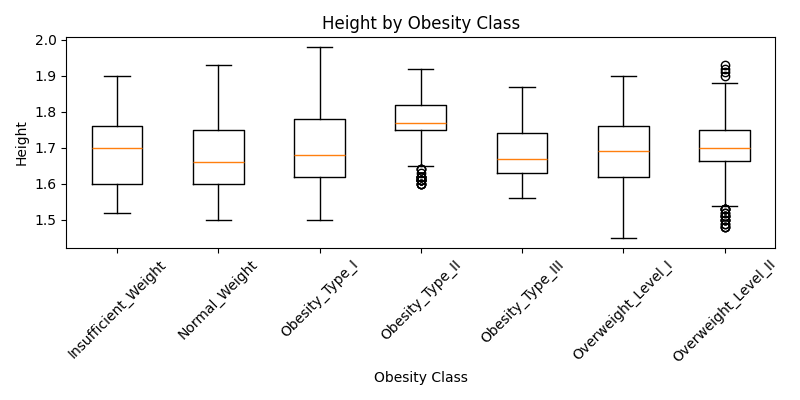 Height by Obesity Class
Height
2.0
1.9
1.8
1.7
1.6
1.5
Insufficient_Weight
Normal_Weight
Obesity_Type_I
Obesity_Type_II
Obesity_Type_III
Overweight_Level_I
Overweight_Level_II
Obesity Class